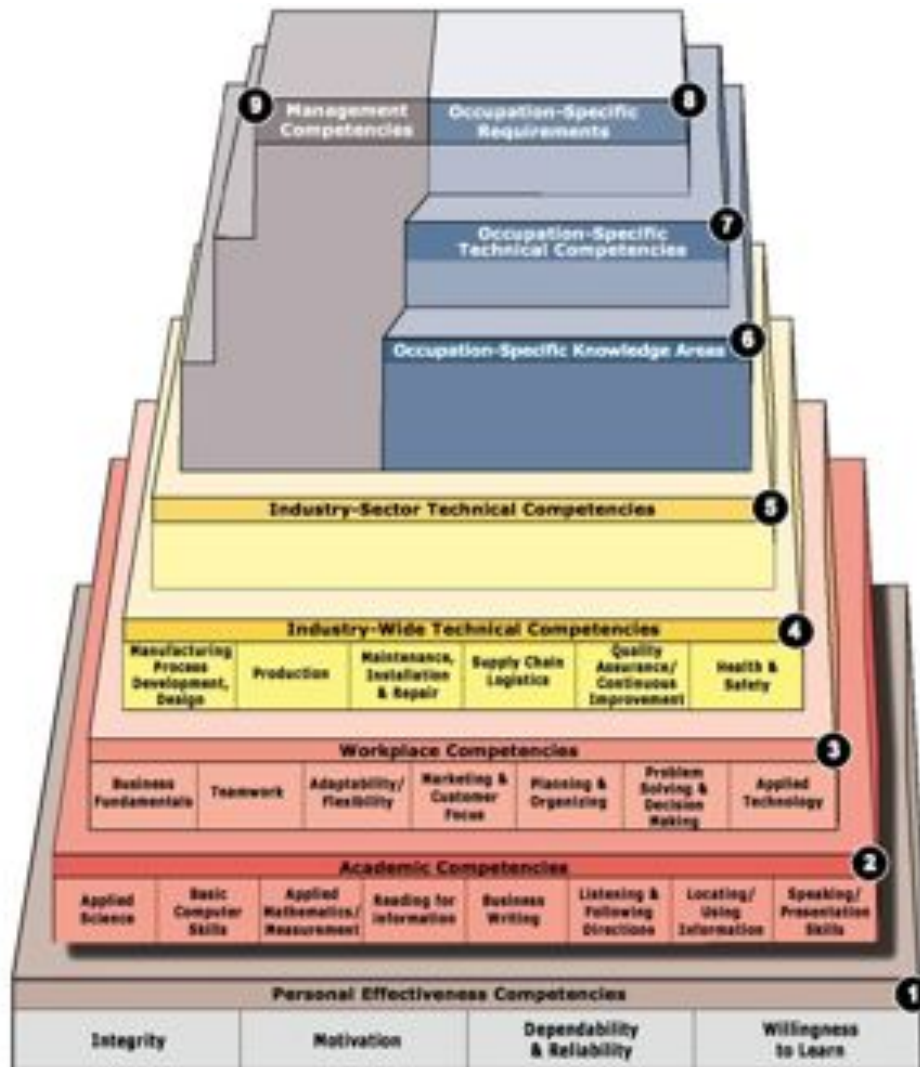 9
Management
Competencies
Occupation-Specific
Requirements
8
Occupation-Specific
Technical Competencies
7
Occupation-Specific Knowledge Areas
6
Industry-Sector Technical Competencies
5
Industry-Wide Technical Competencies
4
Manufacturing
Process
Development,
Design
Production
Maintenance,
Installation
& Repair
Supply Chain
Logistics
Quality
Assurance/
Continuous
Improvement
Health &
Safety
Workplace Competencies
3
Business
Fundamentals
Teamwork
Adaptability/
Flexibility
Marketing &
Customer
Focus
Planning &
Organizing
Problem
Solving &
Decision
Making
Applied
Technology
Academic Competencies
2
Applied
Science
Basic
Computer
Skills
Applied
Mathematics/
Measurement
Reading for
Information
Business
Writing
Listening &
Following
Directions
Locating/
Using
Information
Speaking/
Presentation
Skills
Personal Effectiveness Competencies
1
Integrity
Motivation
Dependability
& Reliability
Willingness
to Learn